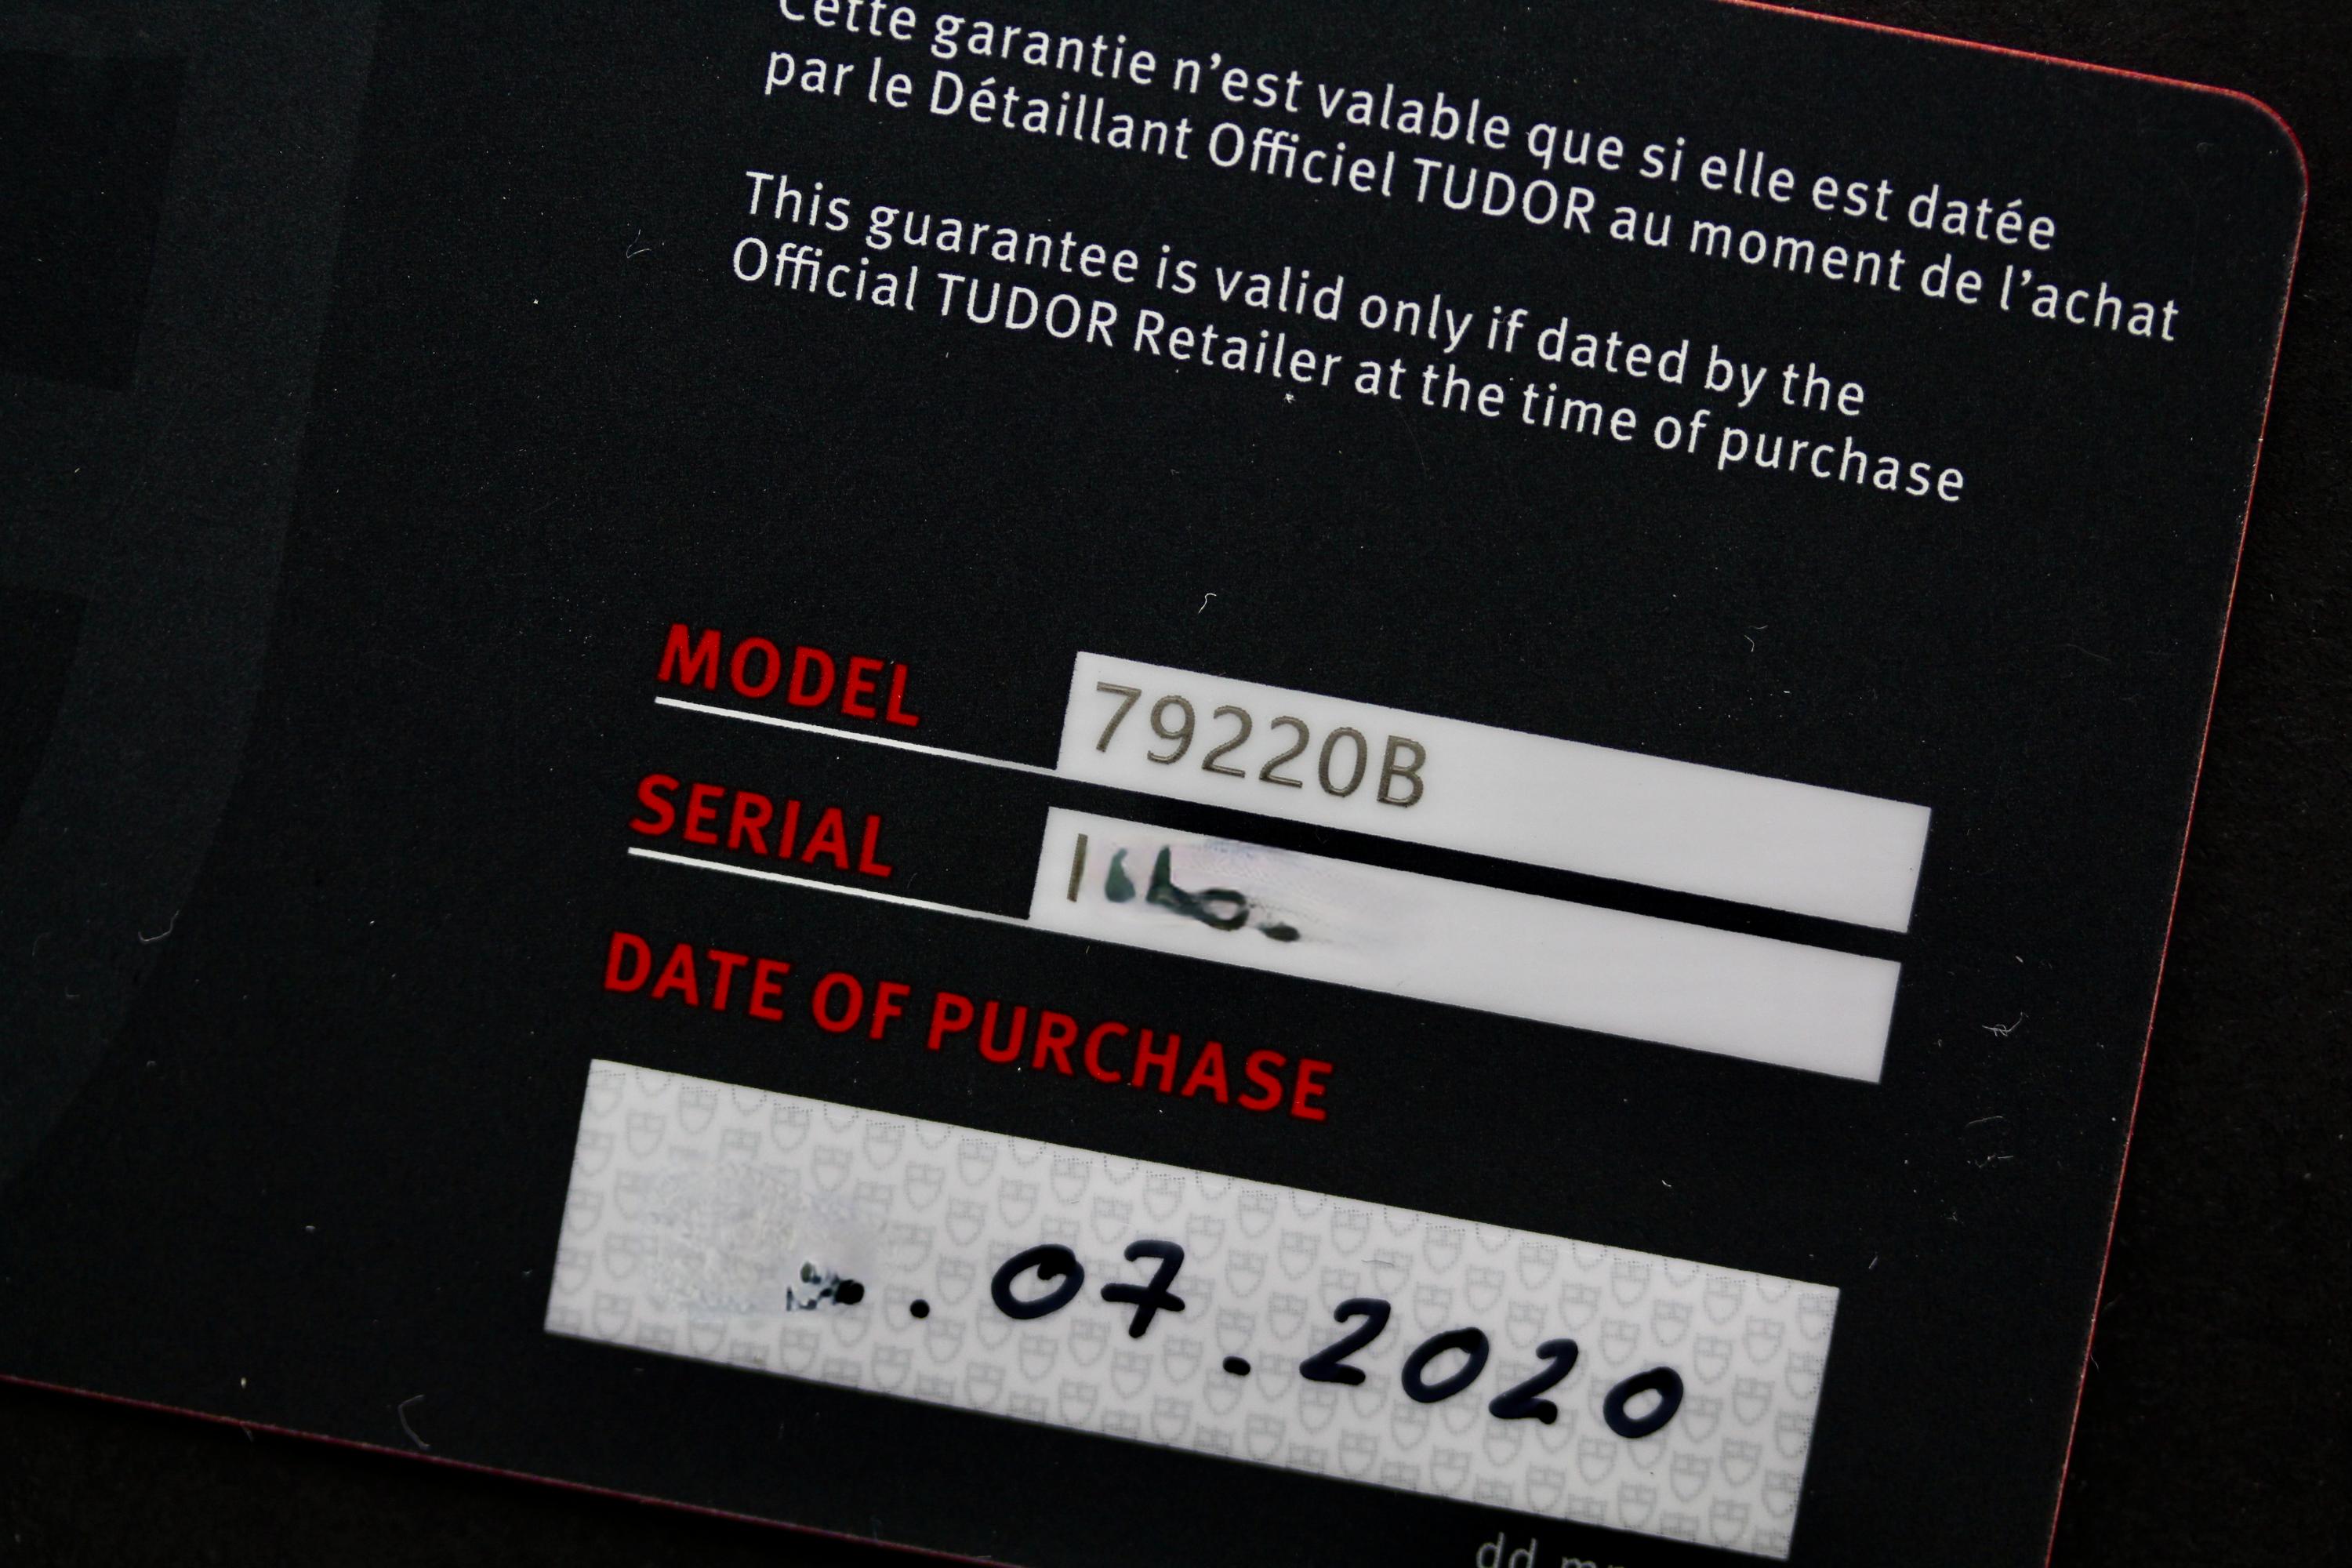 Cette garantie n'est valable que si elle est datée
par le Détaillant Officiel TUDOR au moment de l'achat
This guarantee is valid only if dated by the
Official TUDOR Retailer at the time of purchase
MODEL 79220B
SERIAL
DATE OF PURCHASE
. 07 . 2020
dd